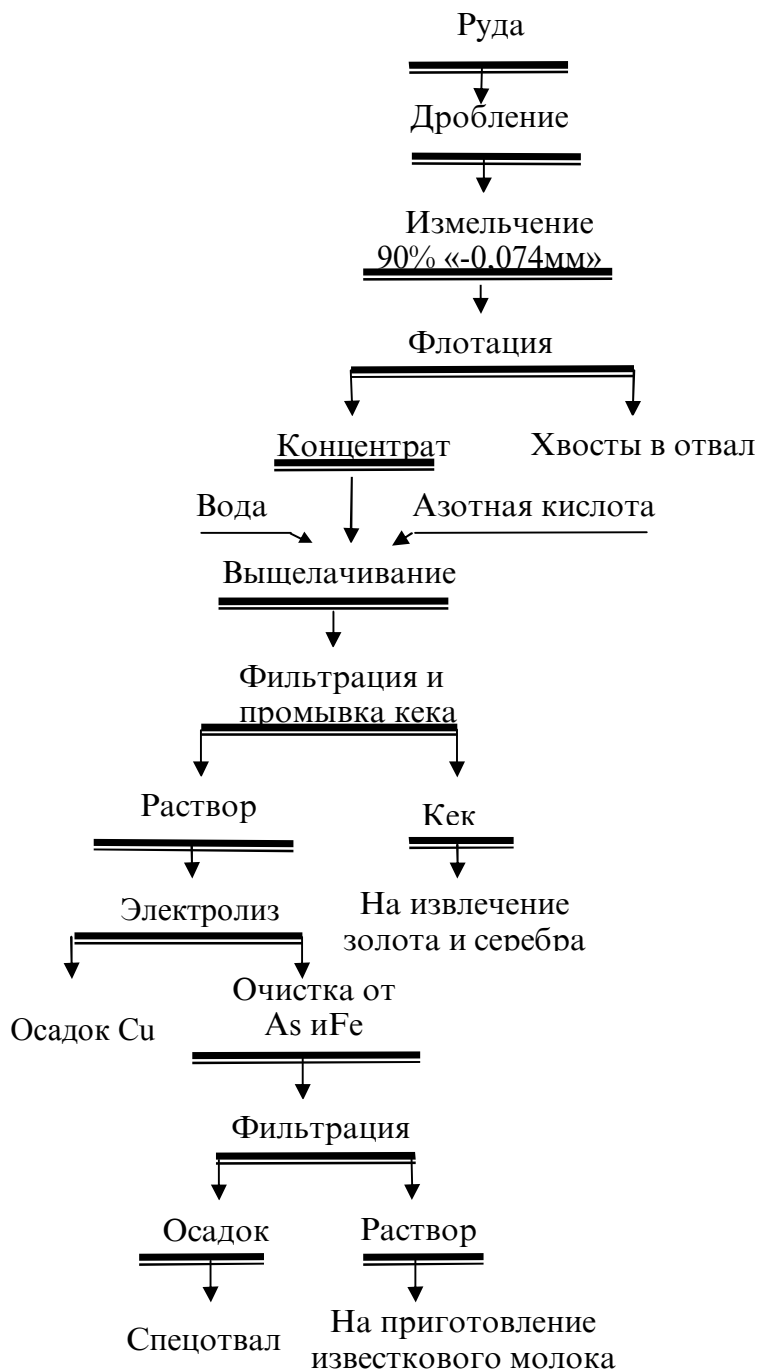 Руда
Дробление
Измельчение
90% «-0,074мм»
Флотация
Концентрат
Хвосты в отвал
Вода
Азотная кислота
Выщелачивание
Фильтрация и
промывка кека
Раствор
Кек
Электролиз
На извлечение
золота и серебра
Осадок Cu
Очистка от
As иFe
Фильтрация
Осадок
Раствор
Спецотвал
На приготовление
известкового молока